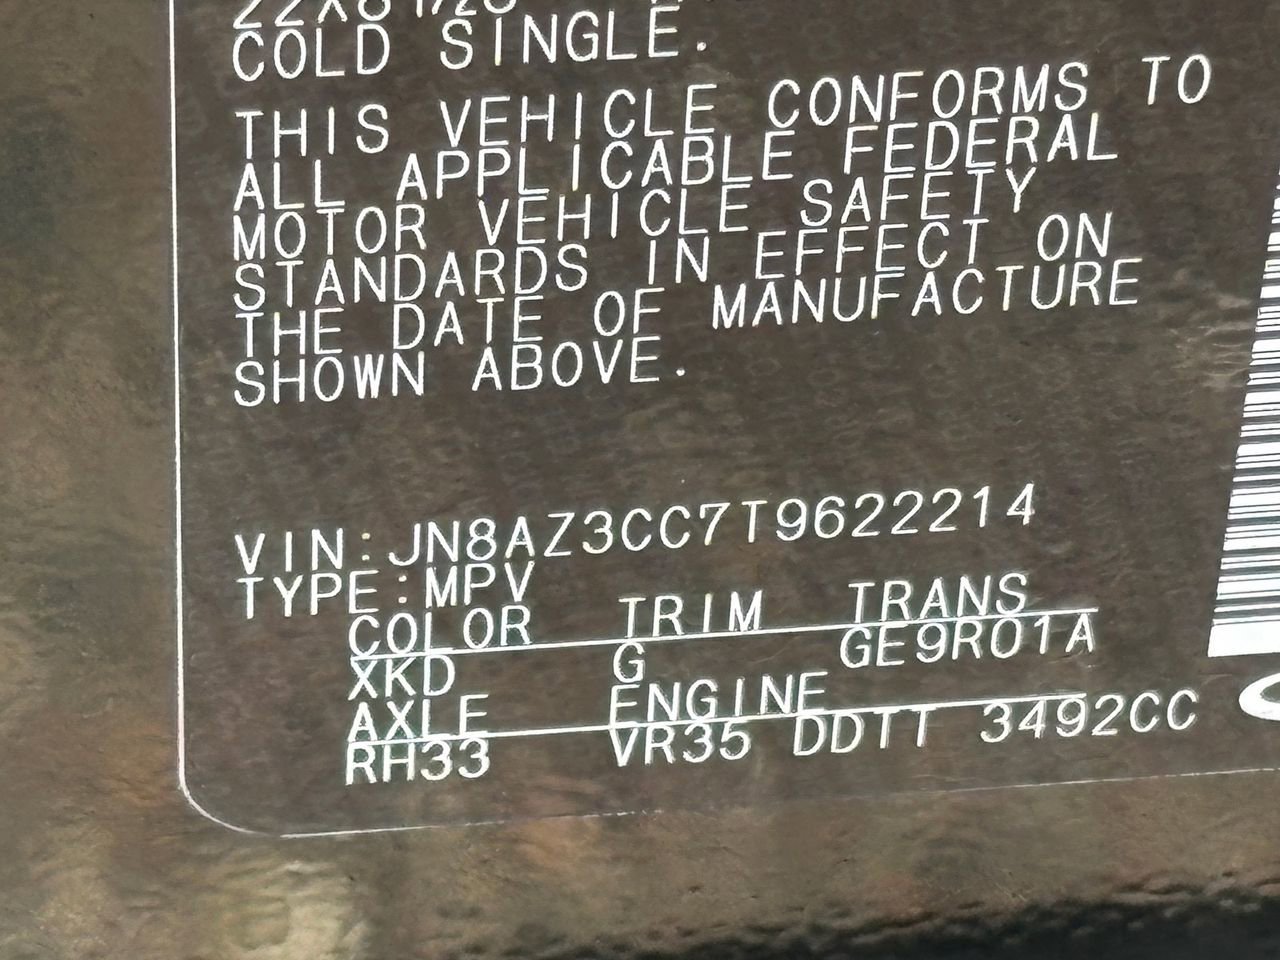 COLD SINGLE.
THIS VEHICLE CONFORMS TO
ALL APPLICABLE FEDERAL
MOTOR VEHICLE SAFETY
STANDARDS IN EFFECT ON
THE DATE OF MANUFACTURE
SHOWN ABOVE.
VIN:JN8AZ3CC7T9622214
TYPE:MPV
COLOR TRIM TRANS
XKD G GE9R01A
AXLE ENGINE
RH33 VR35 DDTT 3492CC